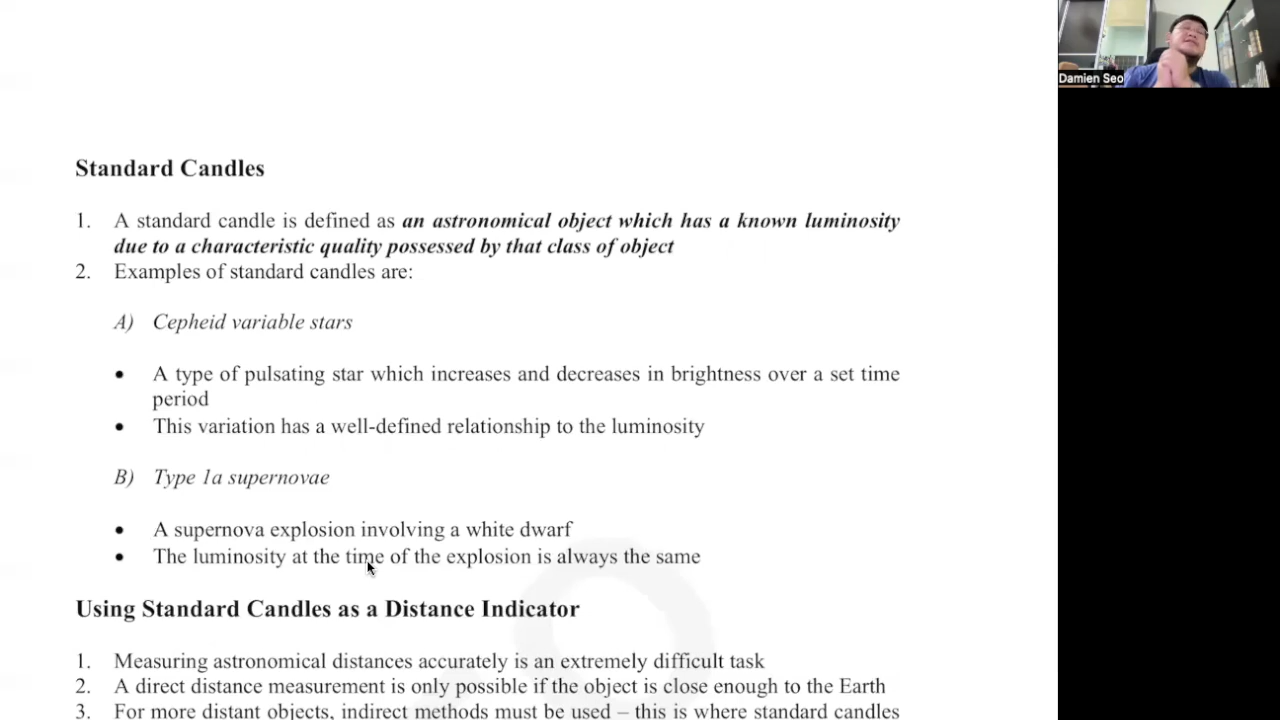 Standard Candles
1. A standard candle is defined as an astronomical object which has a known luminosity
due to a characteristic quality possessed by that class of object
2. Examples of standard candles are:
A) Cepheid variable stars
• A type of pulsating star which increases and decreases in brightness over a set time
period
• This variation has a well-defined relationship to the luminosity
B) Type 1a supernovae
• A supernova explosion involving a white dwarf
• The luminosity at the time of the explosion is always the same
Using Standard Candles as a Distance Indicator
1. Measuring astronomical distances accurately is an extremely difficult task
2. A direct distance measurement is only possible if the object is close enough to the Earth
3. For more distant objects, indirect methods must be used – this is where standard candles
Damien Seo